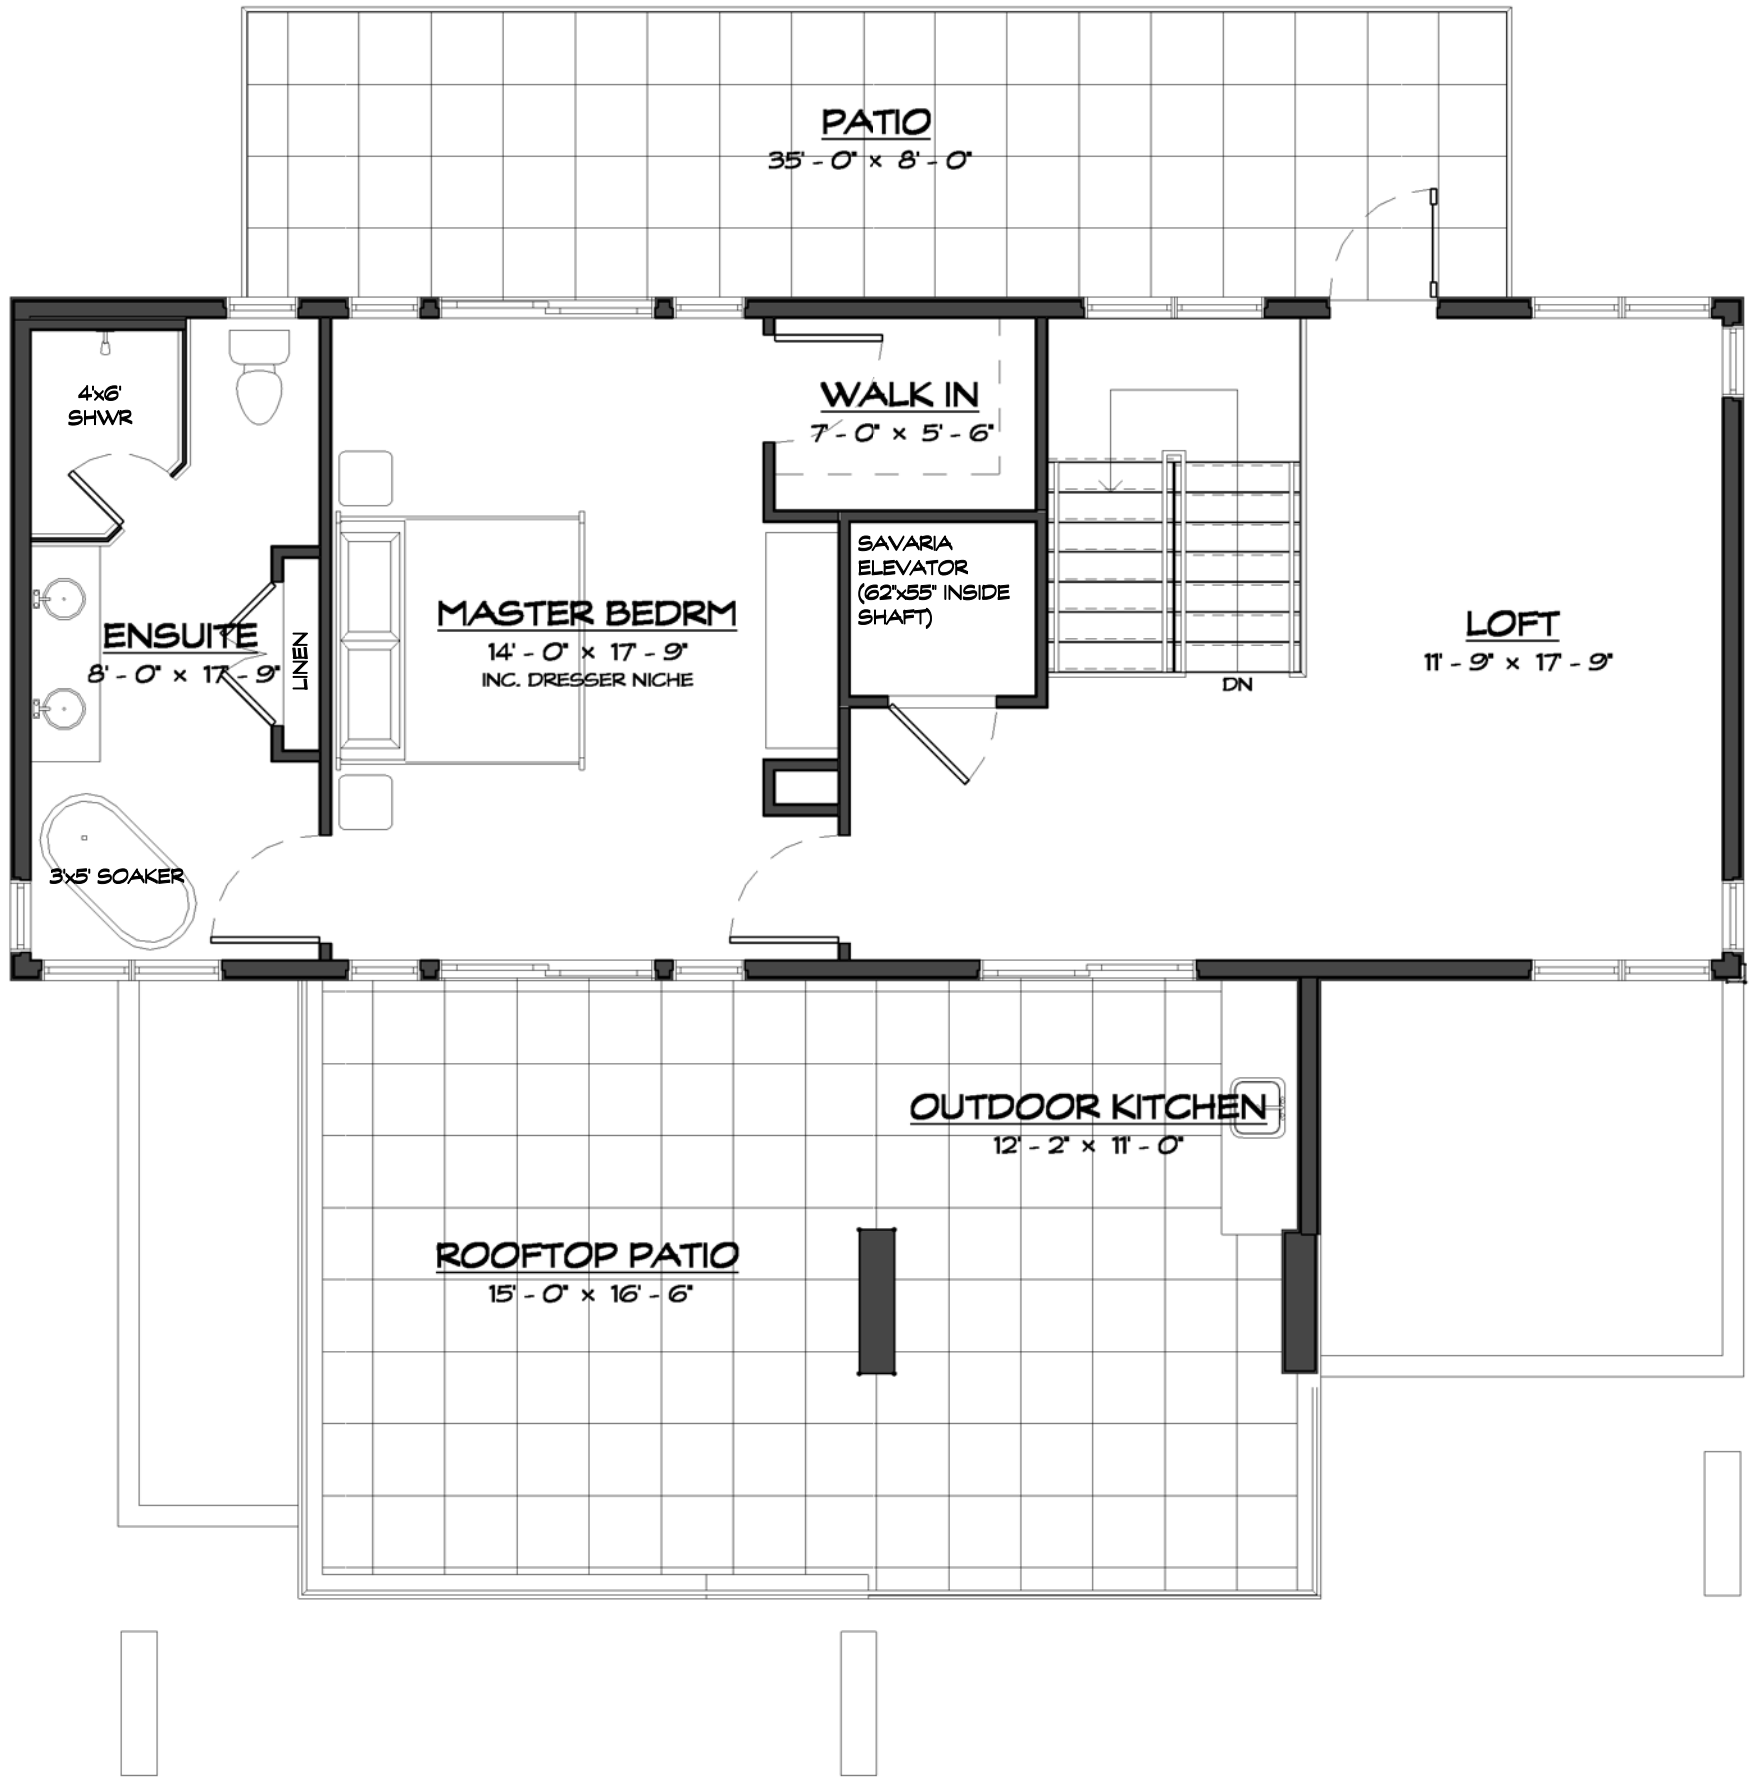 PATIO
35' - 0" x 8' - 0"
4'x6'
SHWR
WALK IN
7' - 0" x 5' - 6"
SAVARIA
ELEVATOR
(62"x55" INSIDE
SHAFT)
ENSUITE
8' - 0" x 17' - 9"
LINEN
MASTER BEDRM
14' - 0" x 17' - 9"
INC. DRESSER NICHE
LOFT
11' - 9" x 17' - 9"
DN
3'x5' SOAKER
OUTDOOR KITCHEN
12' - 2" x 11' - 0"
ROOFTOP PATIO
15' - 0" x 16' - 6"